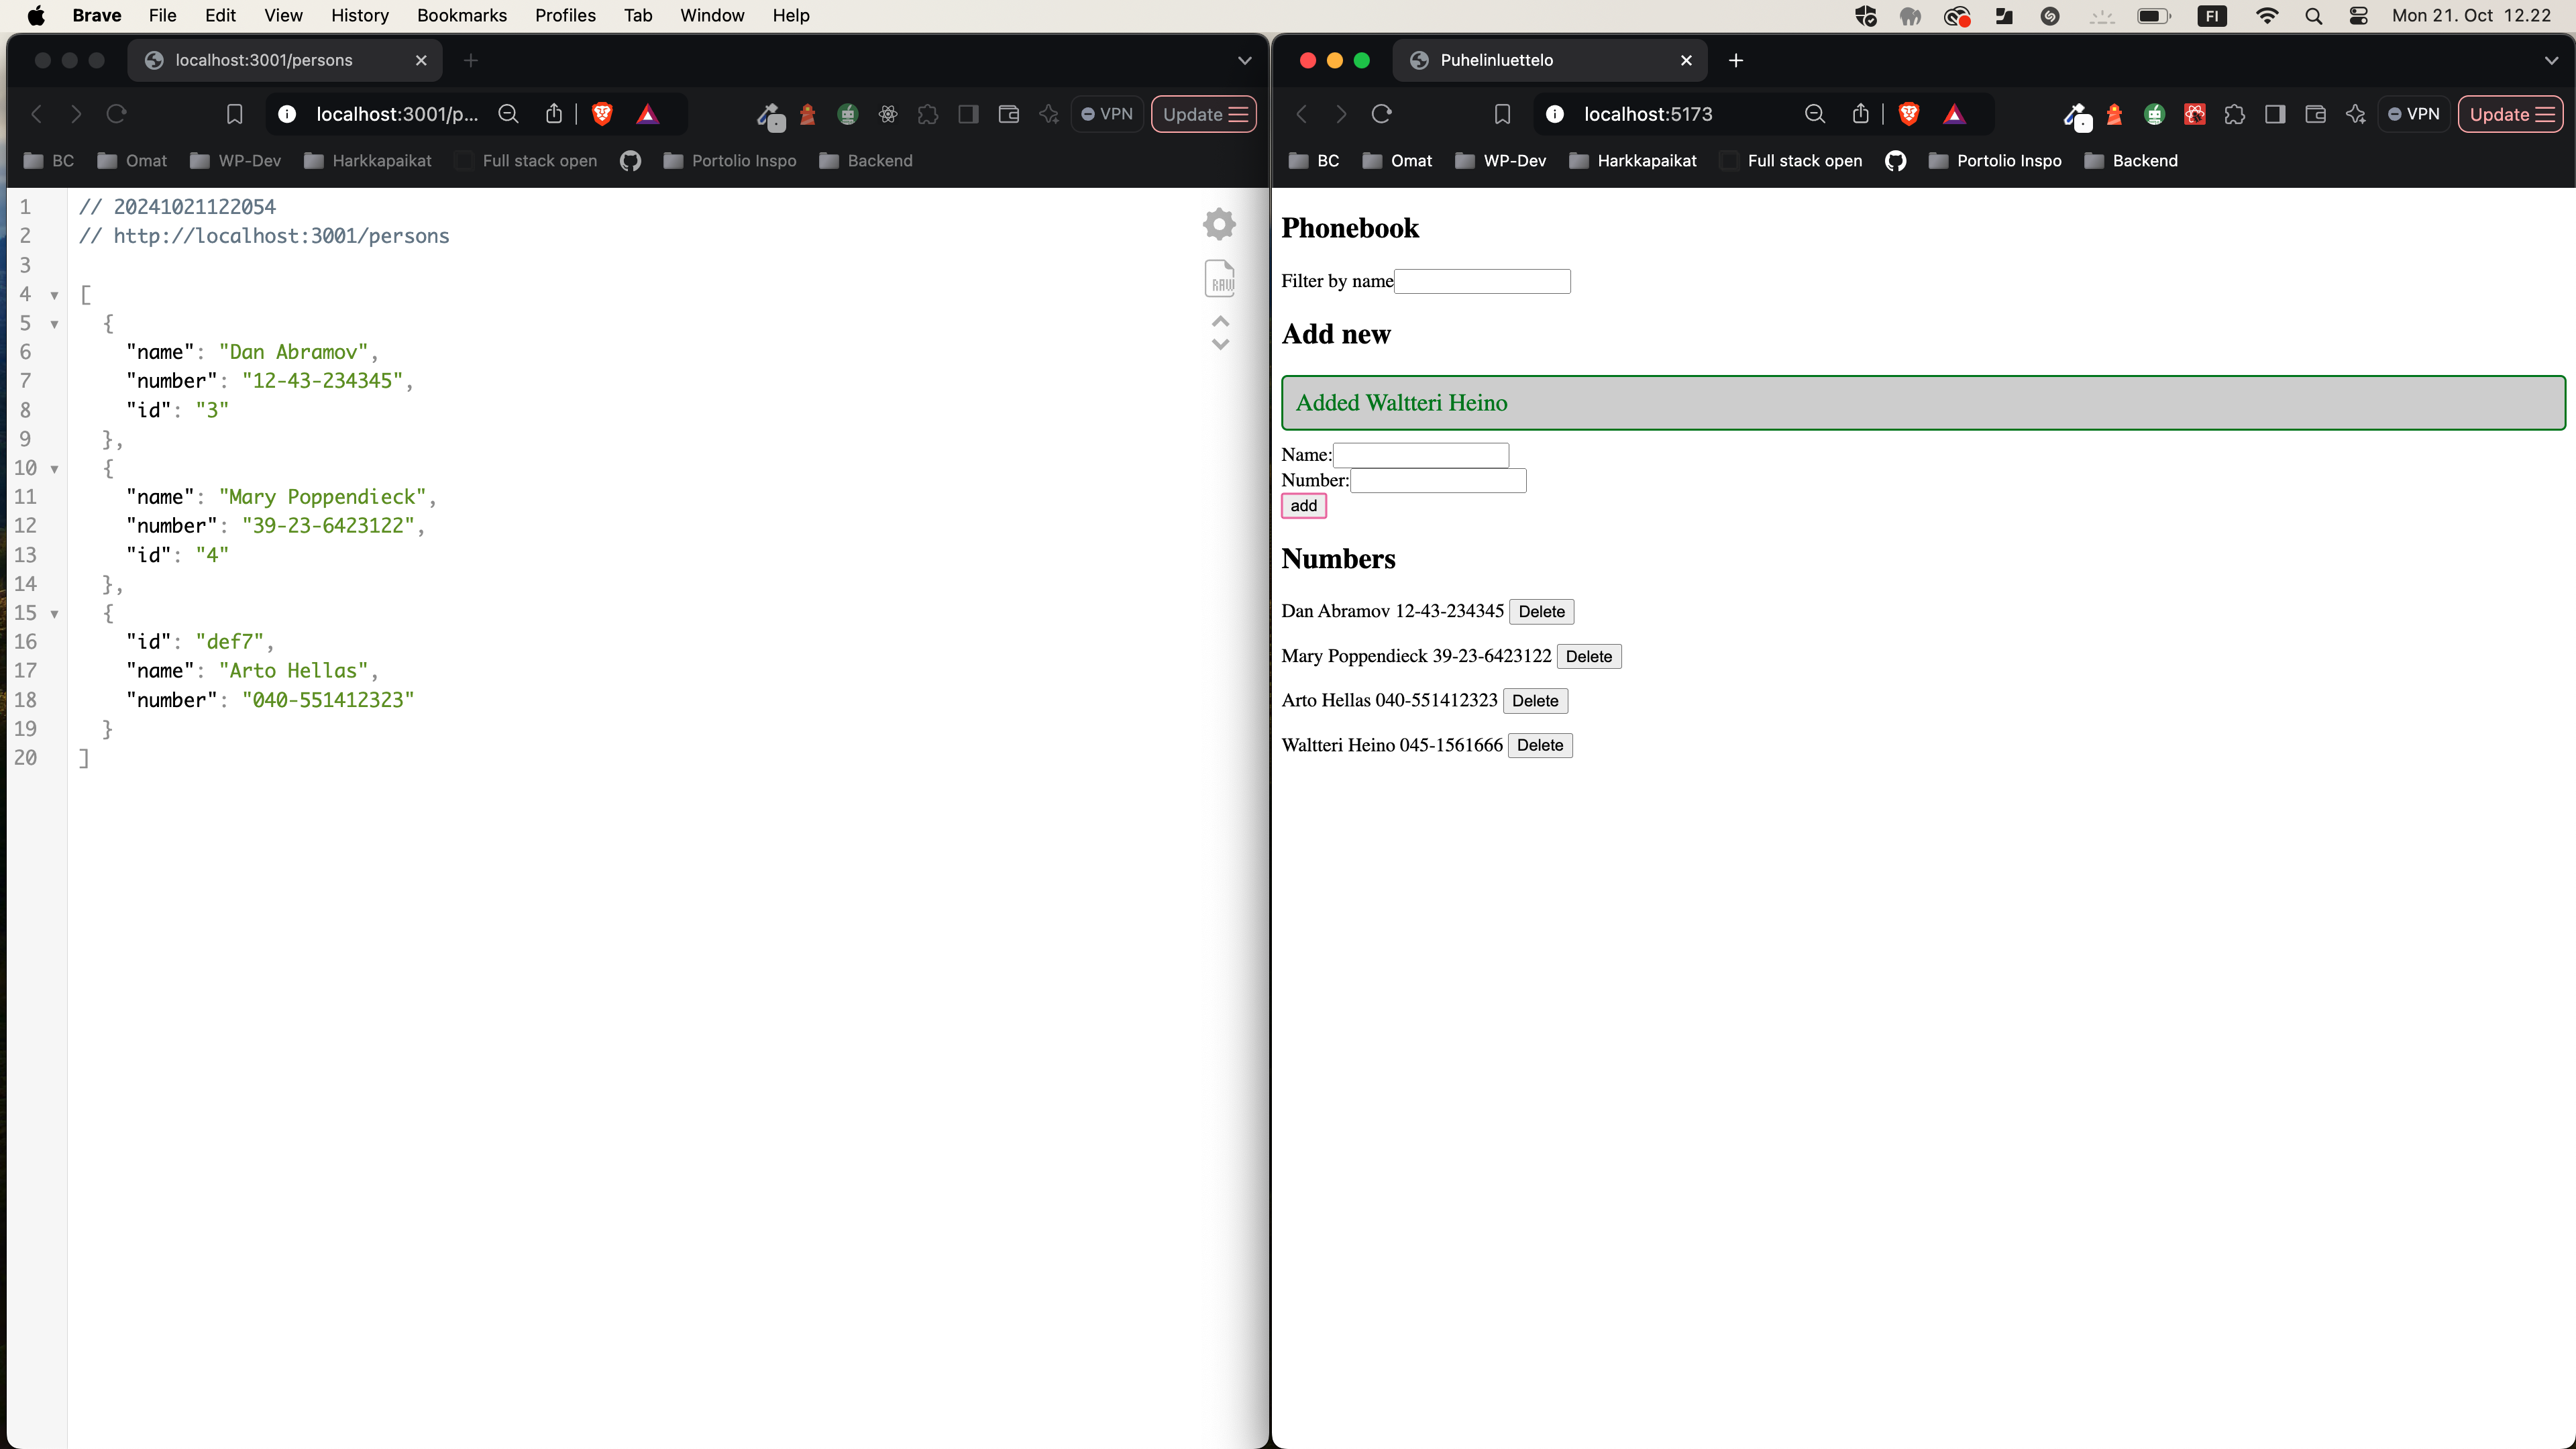 Brave File Edit View History Bookmarks Profiles Tab Window Help
FI Mon 21. Oct 12.22
localhost:3001/persons
localhost:3001/p...
VPN
Update
BC Omat WP-Dev Harkkapaikat Full stack open Portolio Inspo Backend
1 // 20241021122054
2 // http://localhost:3001/persons
3
4 [
5 {
6 "name": "Dan Abramov",
7 "number": "12-43-234345",
8 "id": "3"
9 },
10 {
11 "name": "Mary Poppendieck",
12 "number": "39-23-6423122",
13 "id": "4"
14 },
15 {
16 "id": "def7",
17 "name": "Arto Hellas",
18 "number": "040-551412323"
19 }
20 ]
RAW
Puhelinluettelo
localhost:5173
VPN
Update
BC Omat WP-Dev Harkkapaikat Full stack open Portolio Inspo Backend
Phonebook
Filter by name
Add new
Added Waltteri Heino
Name:
Number:
add
Numbers
Dan Abramov 12-43-234345 Delete
Mary Poppendieck 39-23-6423122 Delete
Arto Hellas 040-551412323 Delete
Waltteri Heino 045-1561666 Delete